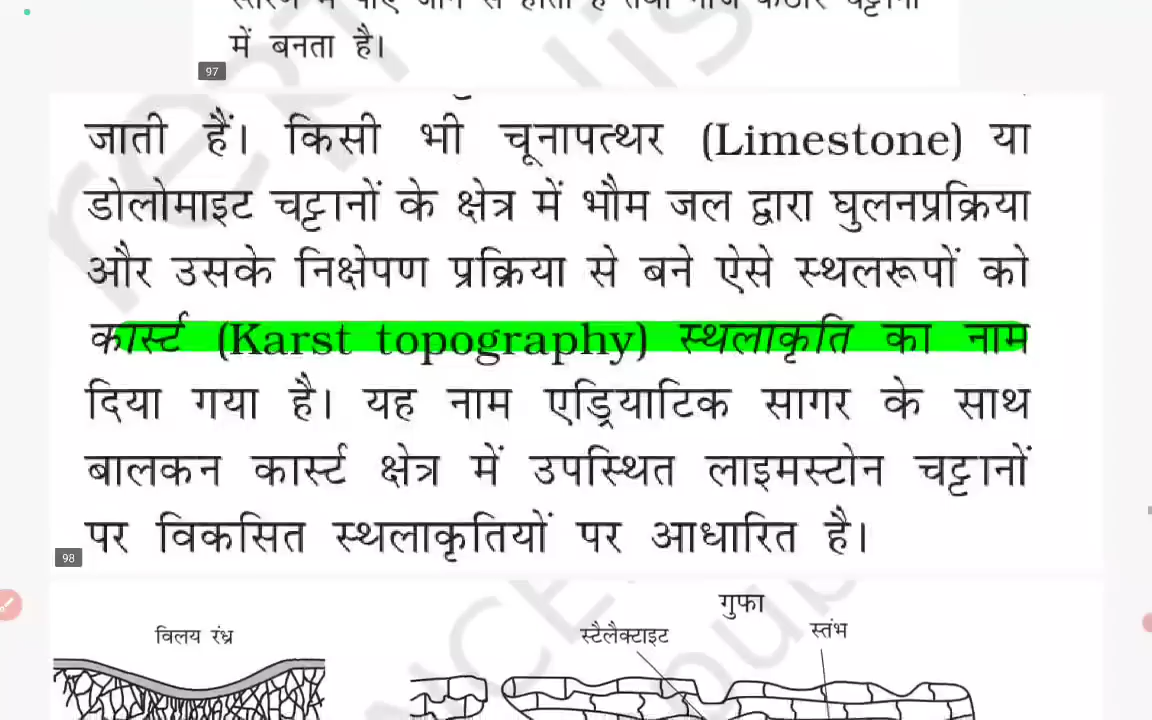 में बनता है।
97
जाती हैं। किसी भी चूनापत्थर (Limestone) या
डोलोमाइट चट्टानों के क्षेत्र में भौम जल द्वारा घुलनप्रक्रिया
और उसके निक्षेपण प्रक्रिया से बने ऐसे स्थलरूपों को
कार्स्ट (Karst topography) स्थलाकृति का नाम
दिया गया है। यह नाम एड्रियाटिक सागर के साथ
बालकन कार्स्ट क्षेत्र में उपस्थित लाइमस्टोन चट्टानों
पर विकसित स्थलाकृतियों पर आधारित है।
98
गुफा
विलय रंध्र स्टैलैक्टाइट स्तंभ